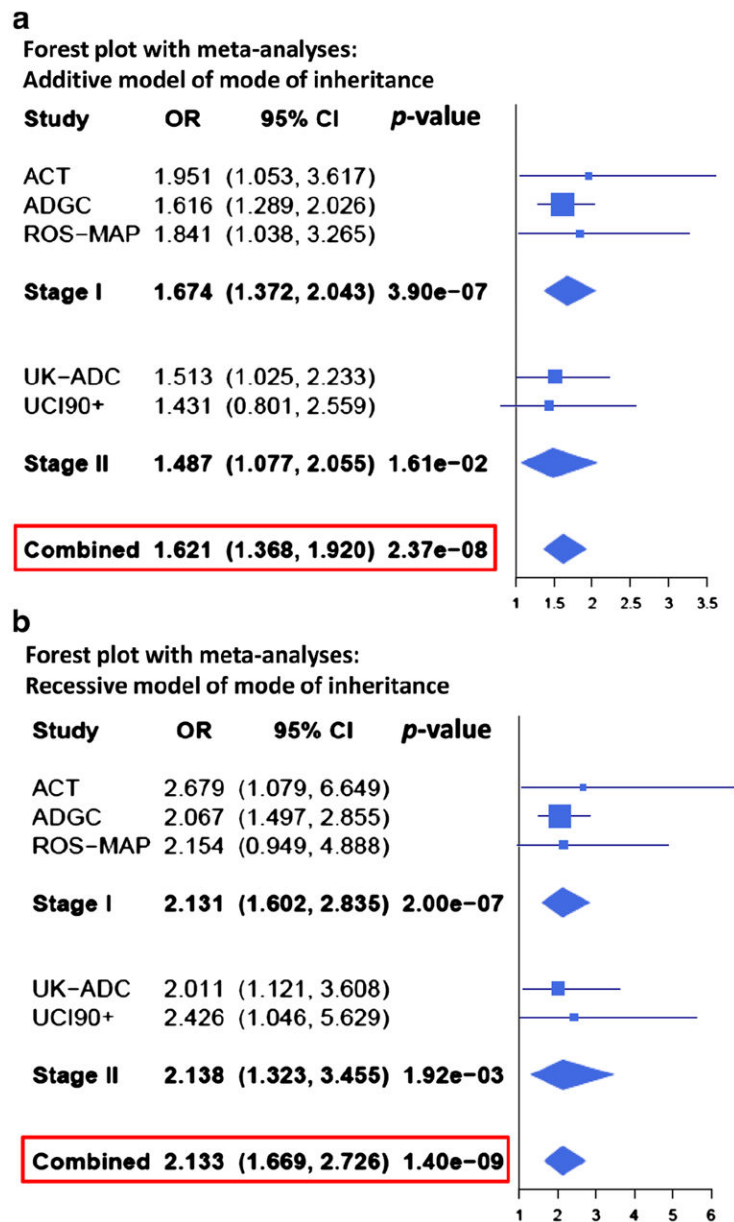 a
Forest plot with meta-analyses:
Additive model of mode of inheritance
Study OR 95% CI p-value
ACT 1.951 (1.053, 3.617)
ADGC 1.616 (1.289, 2.026)
ROS-MAP 1.841 (1.038, 3.265)
Stage I 1.674 (1.372, 2.043) 3.90e-07
UK-ADC 1.513 (1.025, 2.233)
UCI90+ 1.431 (0.801, 2.559)
Stage II 1.487 (1.077, 2.055) 1.61e-02
Combined 1.621 (1.368, 1.920) 2.37e-08
1 1.5 2 2.5 3 3.5
b
Forest plot with meta-analyses:
Recessive model of mode of inheritance
Study OR 95% CI p-value
ACT 2.679 (1.079, 6.649)
ADGC 2.067 (1.497, 2.855)
ROS-MAP 2.154 (0.949, 4.888)
Stage I 2.131 (1.602, 2.835) 2.00e-07
UK-ADC 2.011 (1.121, 3.608)
UCI90+ 2.426 (1.046, 5.629)
Stage II 2.138 (1.323, 3.455) 1.92e-03
Combined 2.133 (1.669, 2.726) 1.40e-09
1 2 3 4 5 6